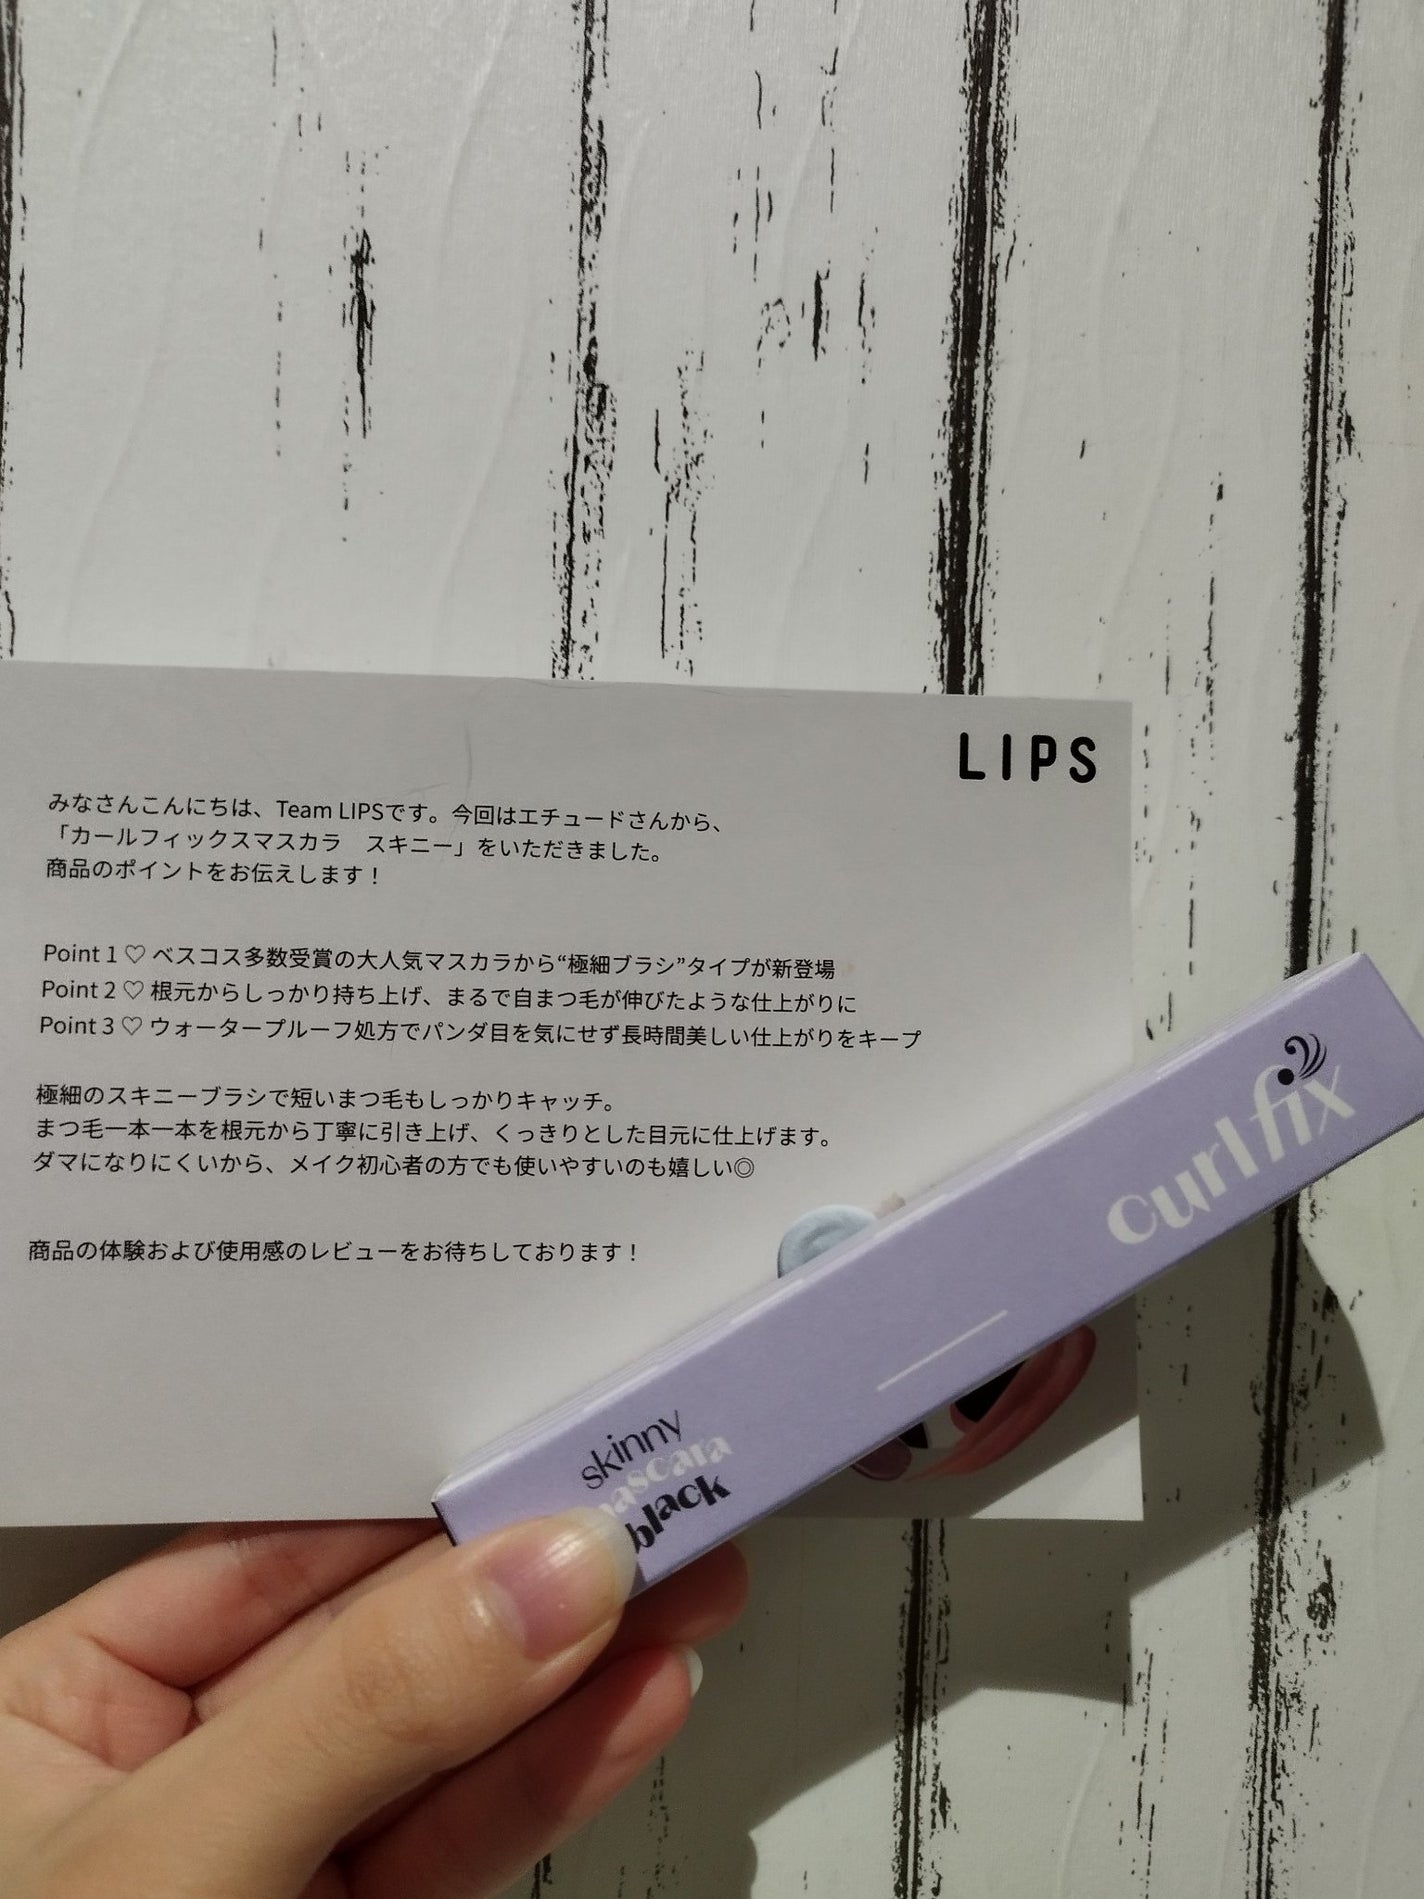 LIPS
みなさんこんにちは、Team LIPSです。今回はエチュードさんから、
「カールフィックスマスカラ　スキニー」をいただきました。
商品のポイントをお伝えします！
Point 1 ♡ ベスコス多数受賞の大人気マスカラから“極細ブラシ”タイプが新登場
Point 2 ♡ 根元からしっかり持ち上げ、まるで自まつ毛が伸びたような仕上がりに
Point 3 ♡ ウォータープルーフ処方でパンダ目を気にせず長時間美しい仕上がりをキープ
極細のスキニーブラシで短いまつ毛もしっかりキャッチ。
まつ毛一本一本を根元から丁寧に引き上げ、くっきりとした目元に仕上げます。
ダマになりにくいから、メイク初心者の方でも使いやすいのも嬉しい◎
商品の体験および使用感のレビューをお待ちしております！
curl fix
skinny
mascara
black